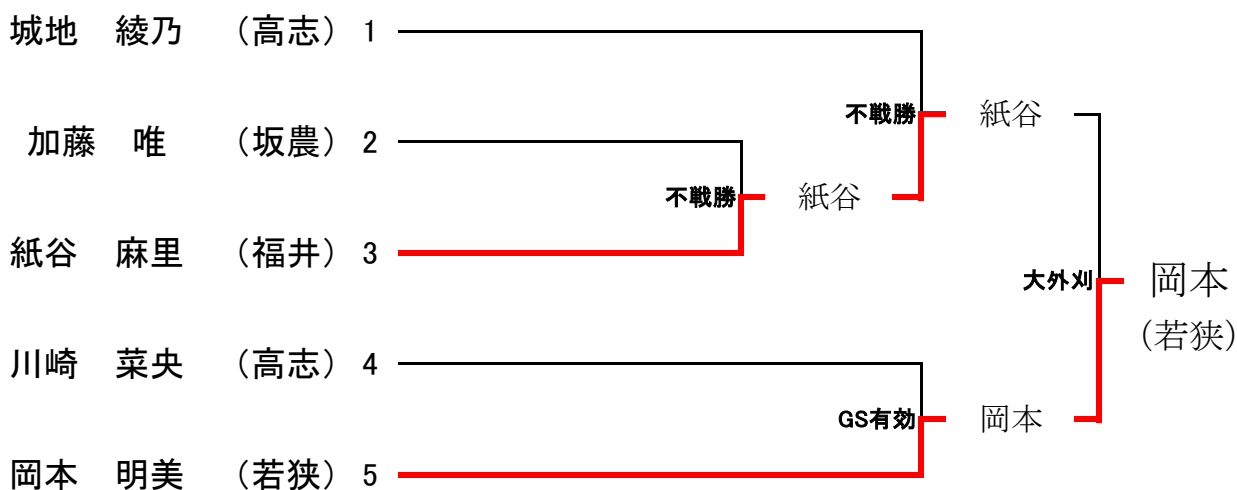 城地　綾乃　（高志） 1
不戦勝　紙谷
加藤　唯　（坂農） 2
不戦勝　紙谷
紙谷　麻里　（福井） 3
大外刈　岡本
（若狭）
川崎　菜央　（高志） 4
GS有効　岡本
岡本　明美　（若狭） 5